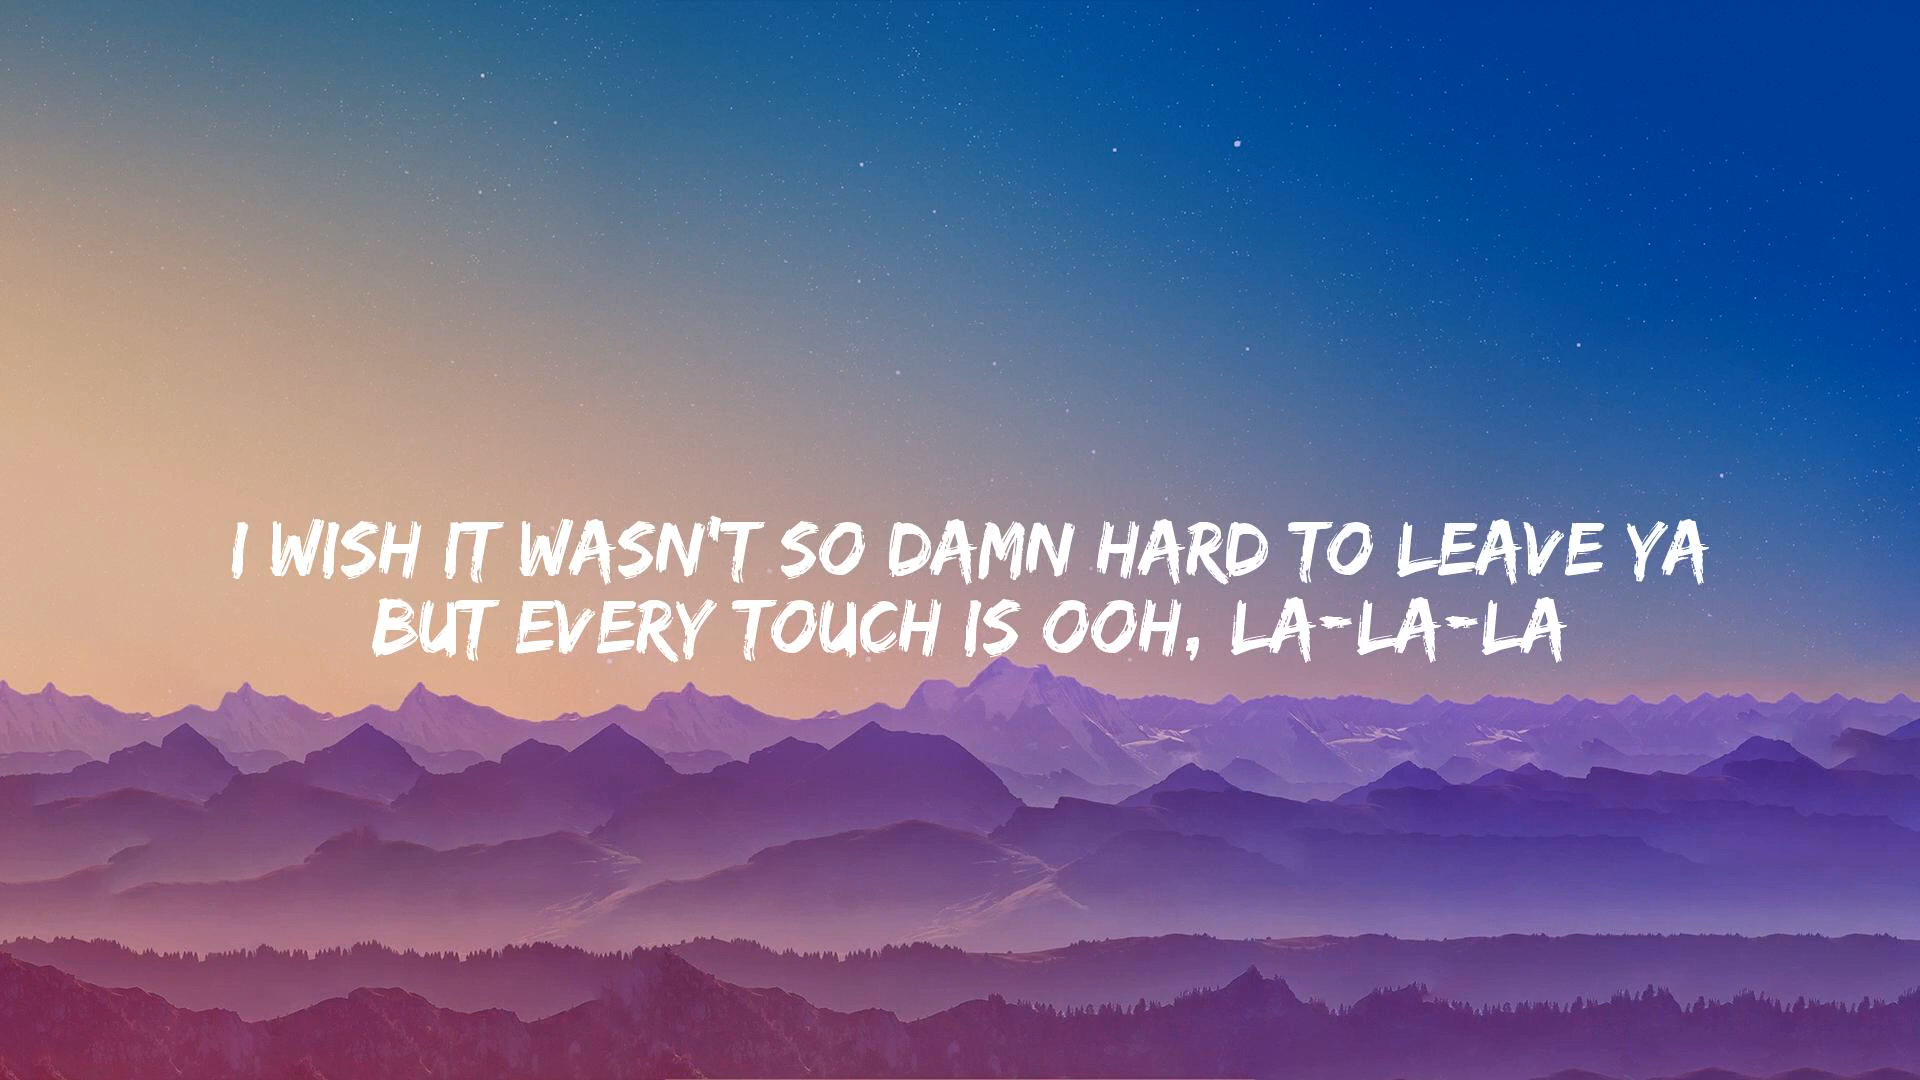 I WISH IT WASN'T SO DAMN HARD TO LEAVE YA
BUT EVERY TOUCH IS OOH, LA-LA-LA